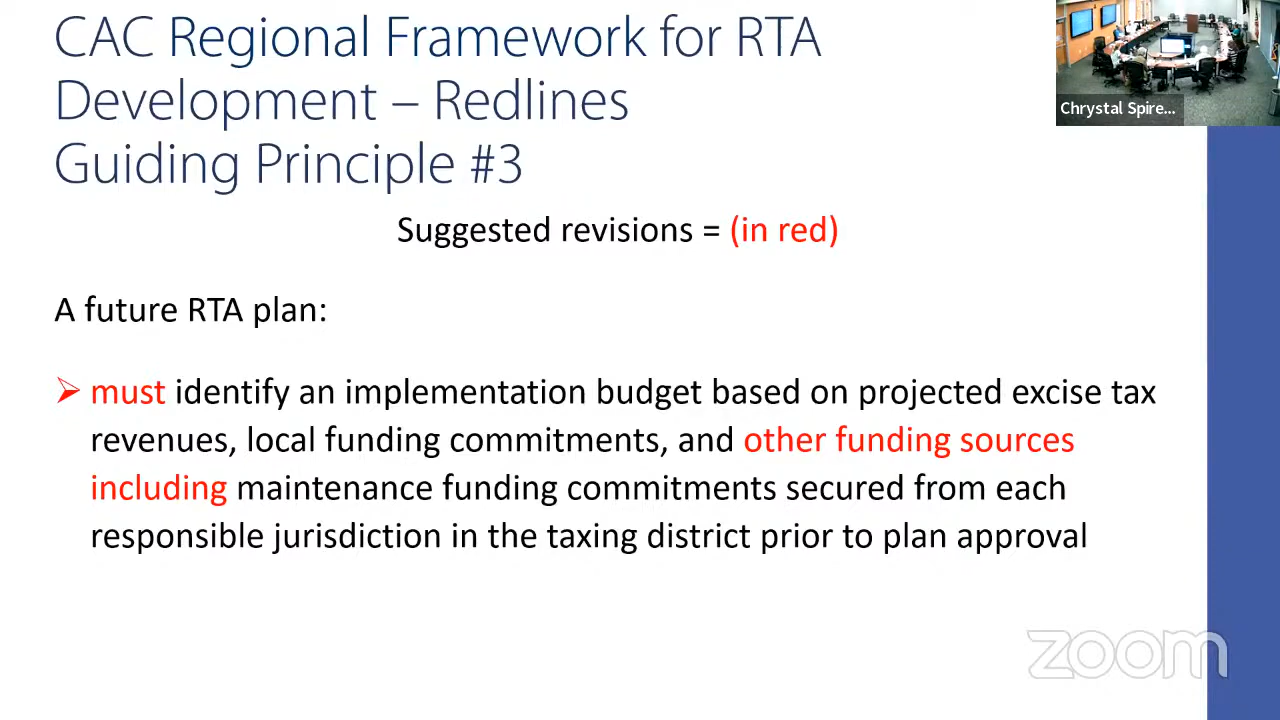 CAC Regional Framework for RTA
Development – Redlines
Guiding Principle #3
Chrystal Spire...
Suggested revisions = (in red)
A future RTA plan:
➢ must identify an implementation budget based on projected excise tax
revenues, local funding commitments, and other funding sources
including maintenance funding commitments secured from each
responsible jurisdiction in the taxing district prior to plan approval
zoom